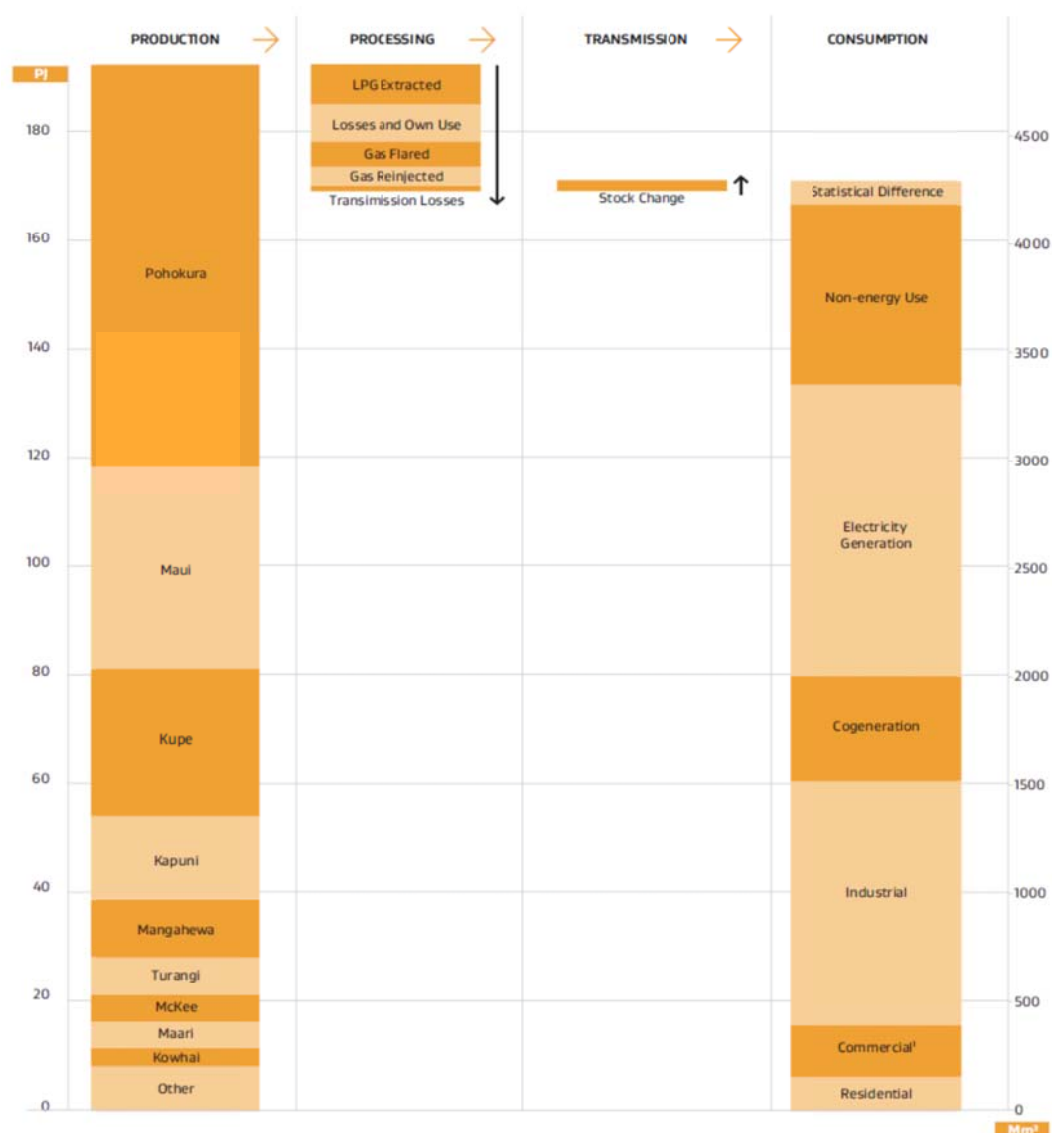 PRODUCTION
PROCESSING
TRANSMISSION
CONSUMPTION
PJ
180
160
140
120
100
80
60
40
20
0
Pohokura
Maui
Kupe
Kapuni
Mangahewa
Turangi
McKee
Maari
Kowhai
Other
LPG Extracted
Losses and Own Use
Gas Flared
Gas Reinjected
Transimission Losses
Stock Change
Statistical Difference
Non-energy Use
Electricity
Generation
Cogeneration
Industrial
Commercial¹
Residential
4500
4000
3500
3000
2500
2000
1500
1000
500
0
Mm³